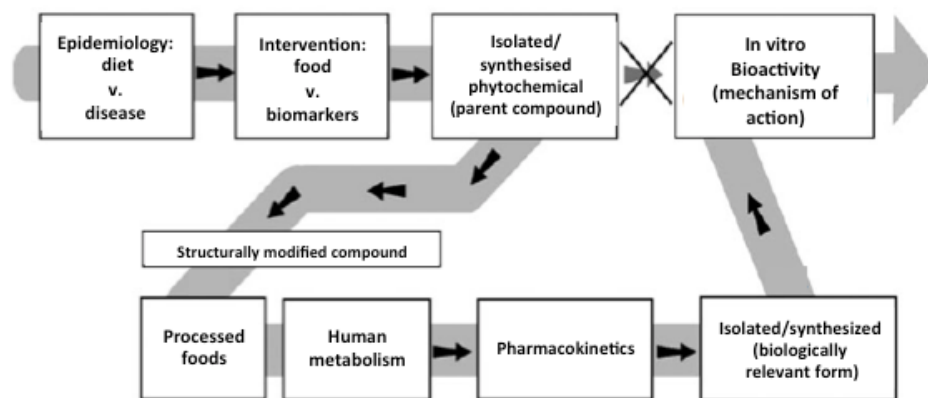 Epidemiology:
diet
v.
disease
Intervention:
food
v.
biomarkers
Isolated/
synthesised
phytochemical
(parent compound)
In vitro
Bioactivity
(mechanism of
action)
Structurally modified compound
Processed
foods
Human
metabolism
Pharmacokinetics
Isolated/synthesized
(biologically
relevant form)